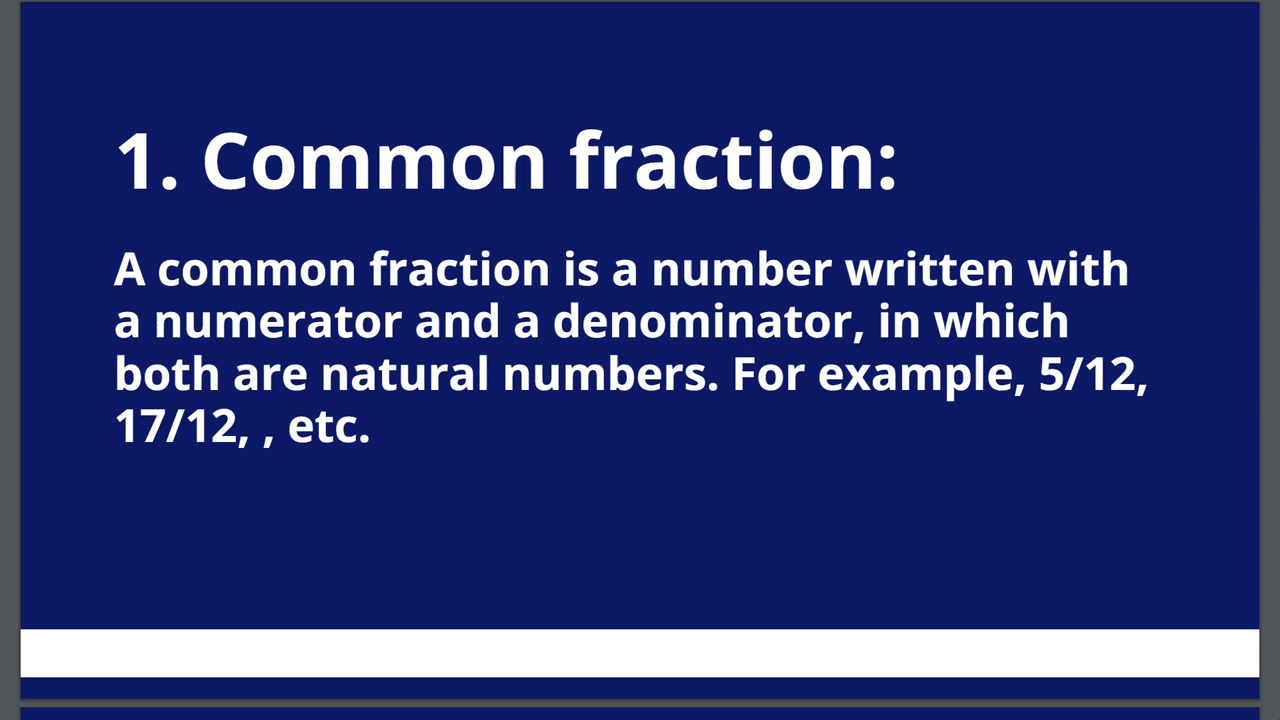 1. Common fraction:
A common fraction is a number written with
a numerator and a denominator, in which
both are natural numbers. For example, 5/12,
17/12, , etc.